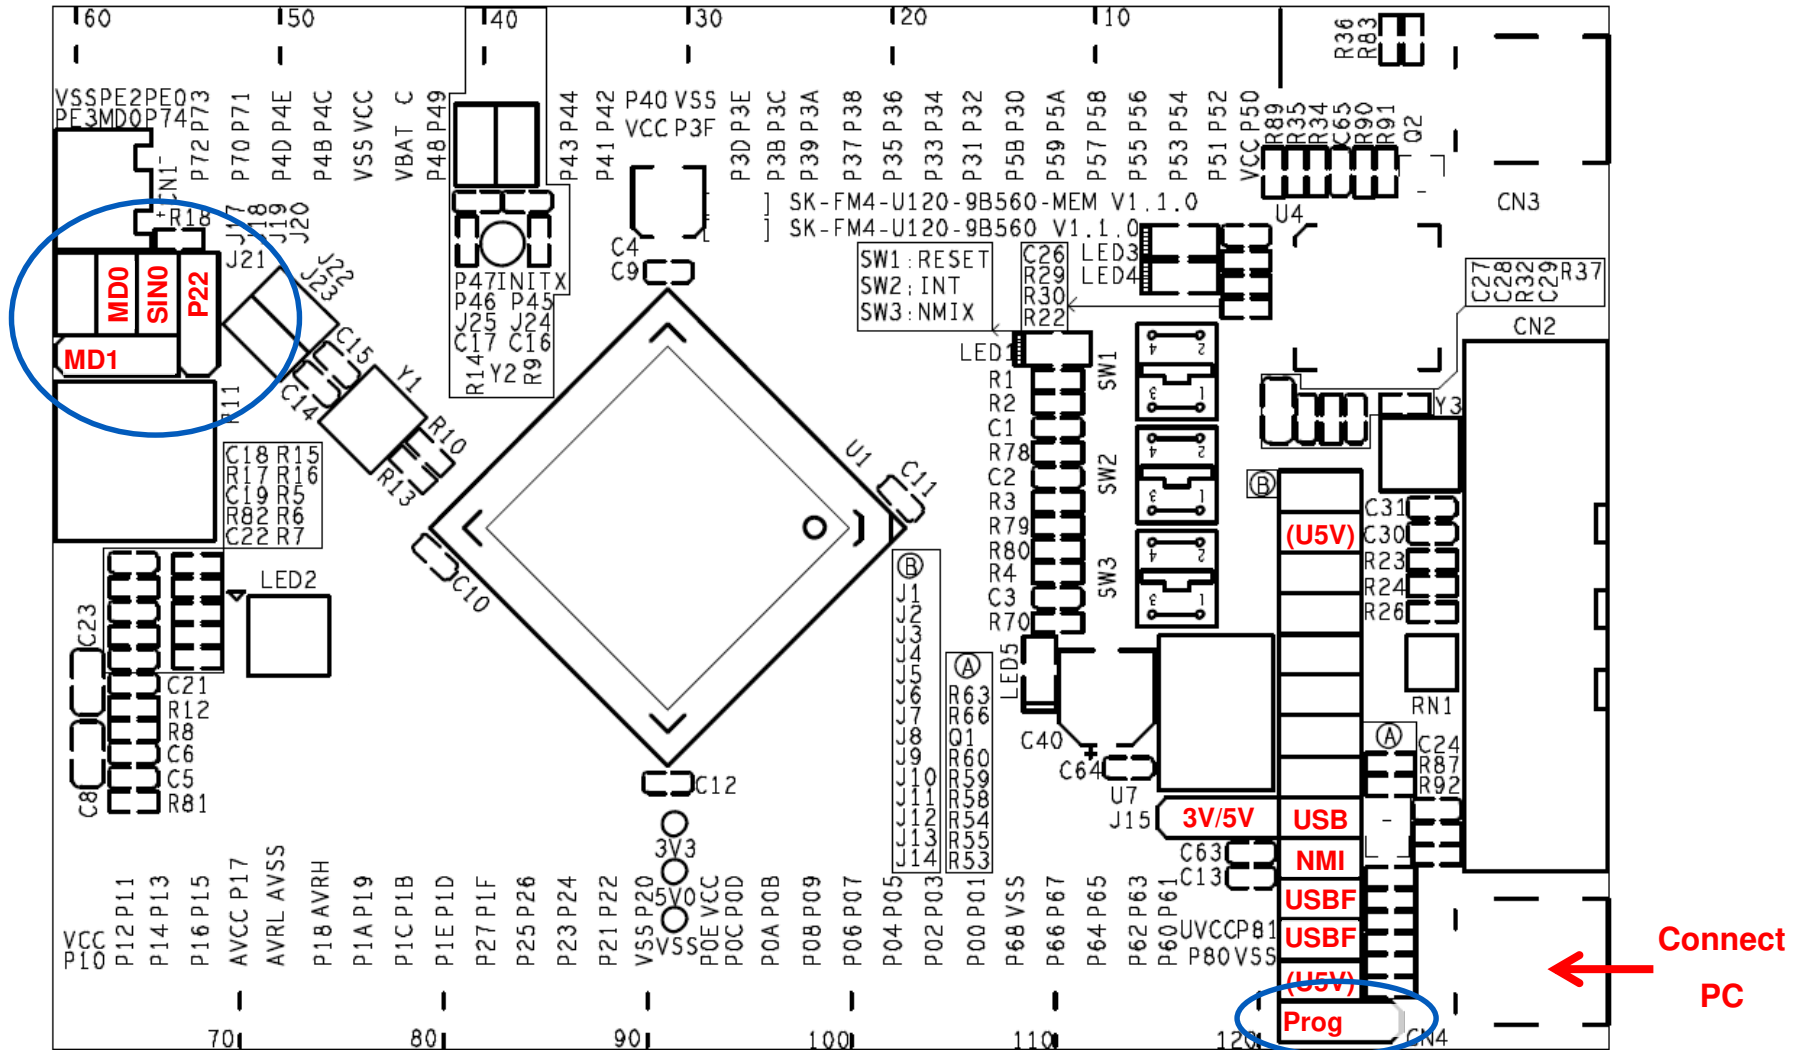 60 50 40 30 20 10
R36
R83
VSSPE2PE0
PE3MD0P74
P72 P73
P70 P71
P4D P4E
P4B P4C
VSS VCC
VBAT C
P48 P49
P43 P44
P41 P42
P40 VSS
VCC P3F
P3D P3E
P3B P3C
P39 P3A
P37 P38
P35 P36
P33 P34
P31 P32
P5B P30
P59 P5A
P57 P58
P55 P56
P53 P54
P51 P52
VCC P50
R89
R35
R34
C65
R90
R91
Q2
CN1
+R18
J17
J18
J19
J20
J21
J22
J23
[ ] SK-FM4-U120-9B560-MEM V1.1.0
[ ] SK-FM4-U120-9B560 V1.1.0
U4
CN3
C4
C9
SW1:RESET
SW2:INT
SW3:NMIX
C26
R29
R30
R22
LED3
LED4
C27
C28
R32
C29
R37
CN2
MD0
SIN0
P22
MD1
P47INITX
P46 P45
J25 J24
C17 C16
R14
Y2
R9
C15
C14
Y1
R11
R10
R13
LED1
R1
R2
C1
R78
C2
R3
R79
R80
R4
C3
R70
SW1
4 2
3 1
SW2
4 2
3 1
SW3
4 2
3 1
Y3
U1
C11
C10
C18 R15
R17 R16
C19 R5
R82 R6
C22 R7
LED2
C23
C21
R12
R8
C6
C5
R81
C8
B
J1
J2
J3
J4
J5
J6
J7
J8
J9
J10
J11
J12
J13
J14
A
R63
R66
Q1
R60
R59
R58
R54
R55
R53
LED5
C40
+
C64
U7
J15
B
(U5V)
C31
C30
R23
R24
R26
RN1
A
C24
R87
R92
3V/5V
USB
C63
C13
NMI
USBF
USBF
(U5V)
Prog
C12
3V3
5V0
VSS
VCC
P10
P12 P11
P14 P13
P16 P15
AVCC P17
AVRL AVSS
P18 AVRH
P1A P19
P1C P1B
P1E P1D
P27 P1F
P25 P26
P23 P24
P21 P22
VSS P20
P0E VCC
P0C P0D
P0A P0B
P08 P09
P06 P07
P04 P05
P02 P03
P00 P01
P68 VSS
P66 P67
P64 P65
P62 P63
P60 P61
UVCCP81
P80 VSS
Connect
PC
CN4
70 80 90 100 110 120